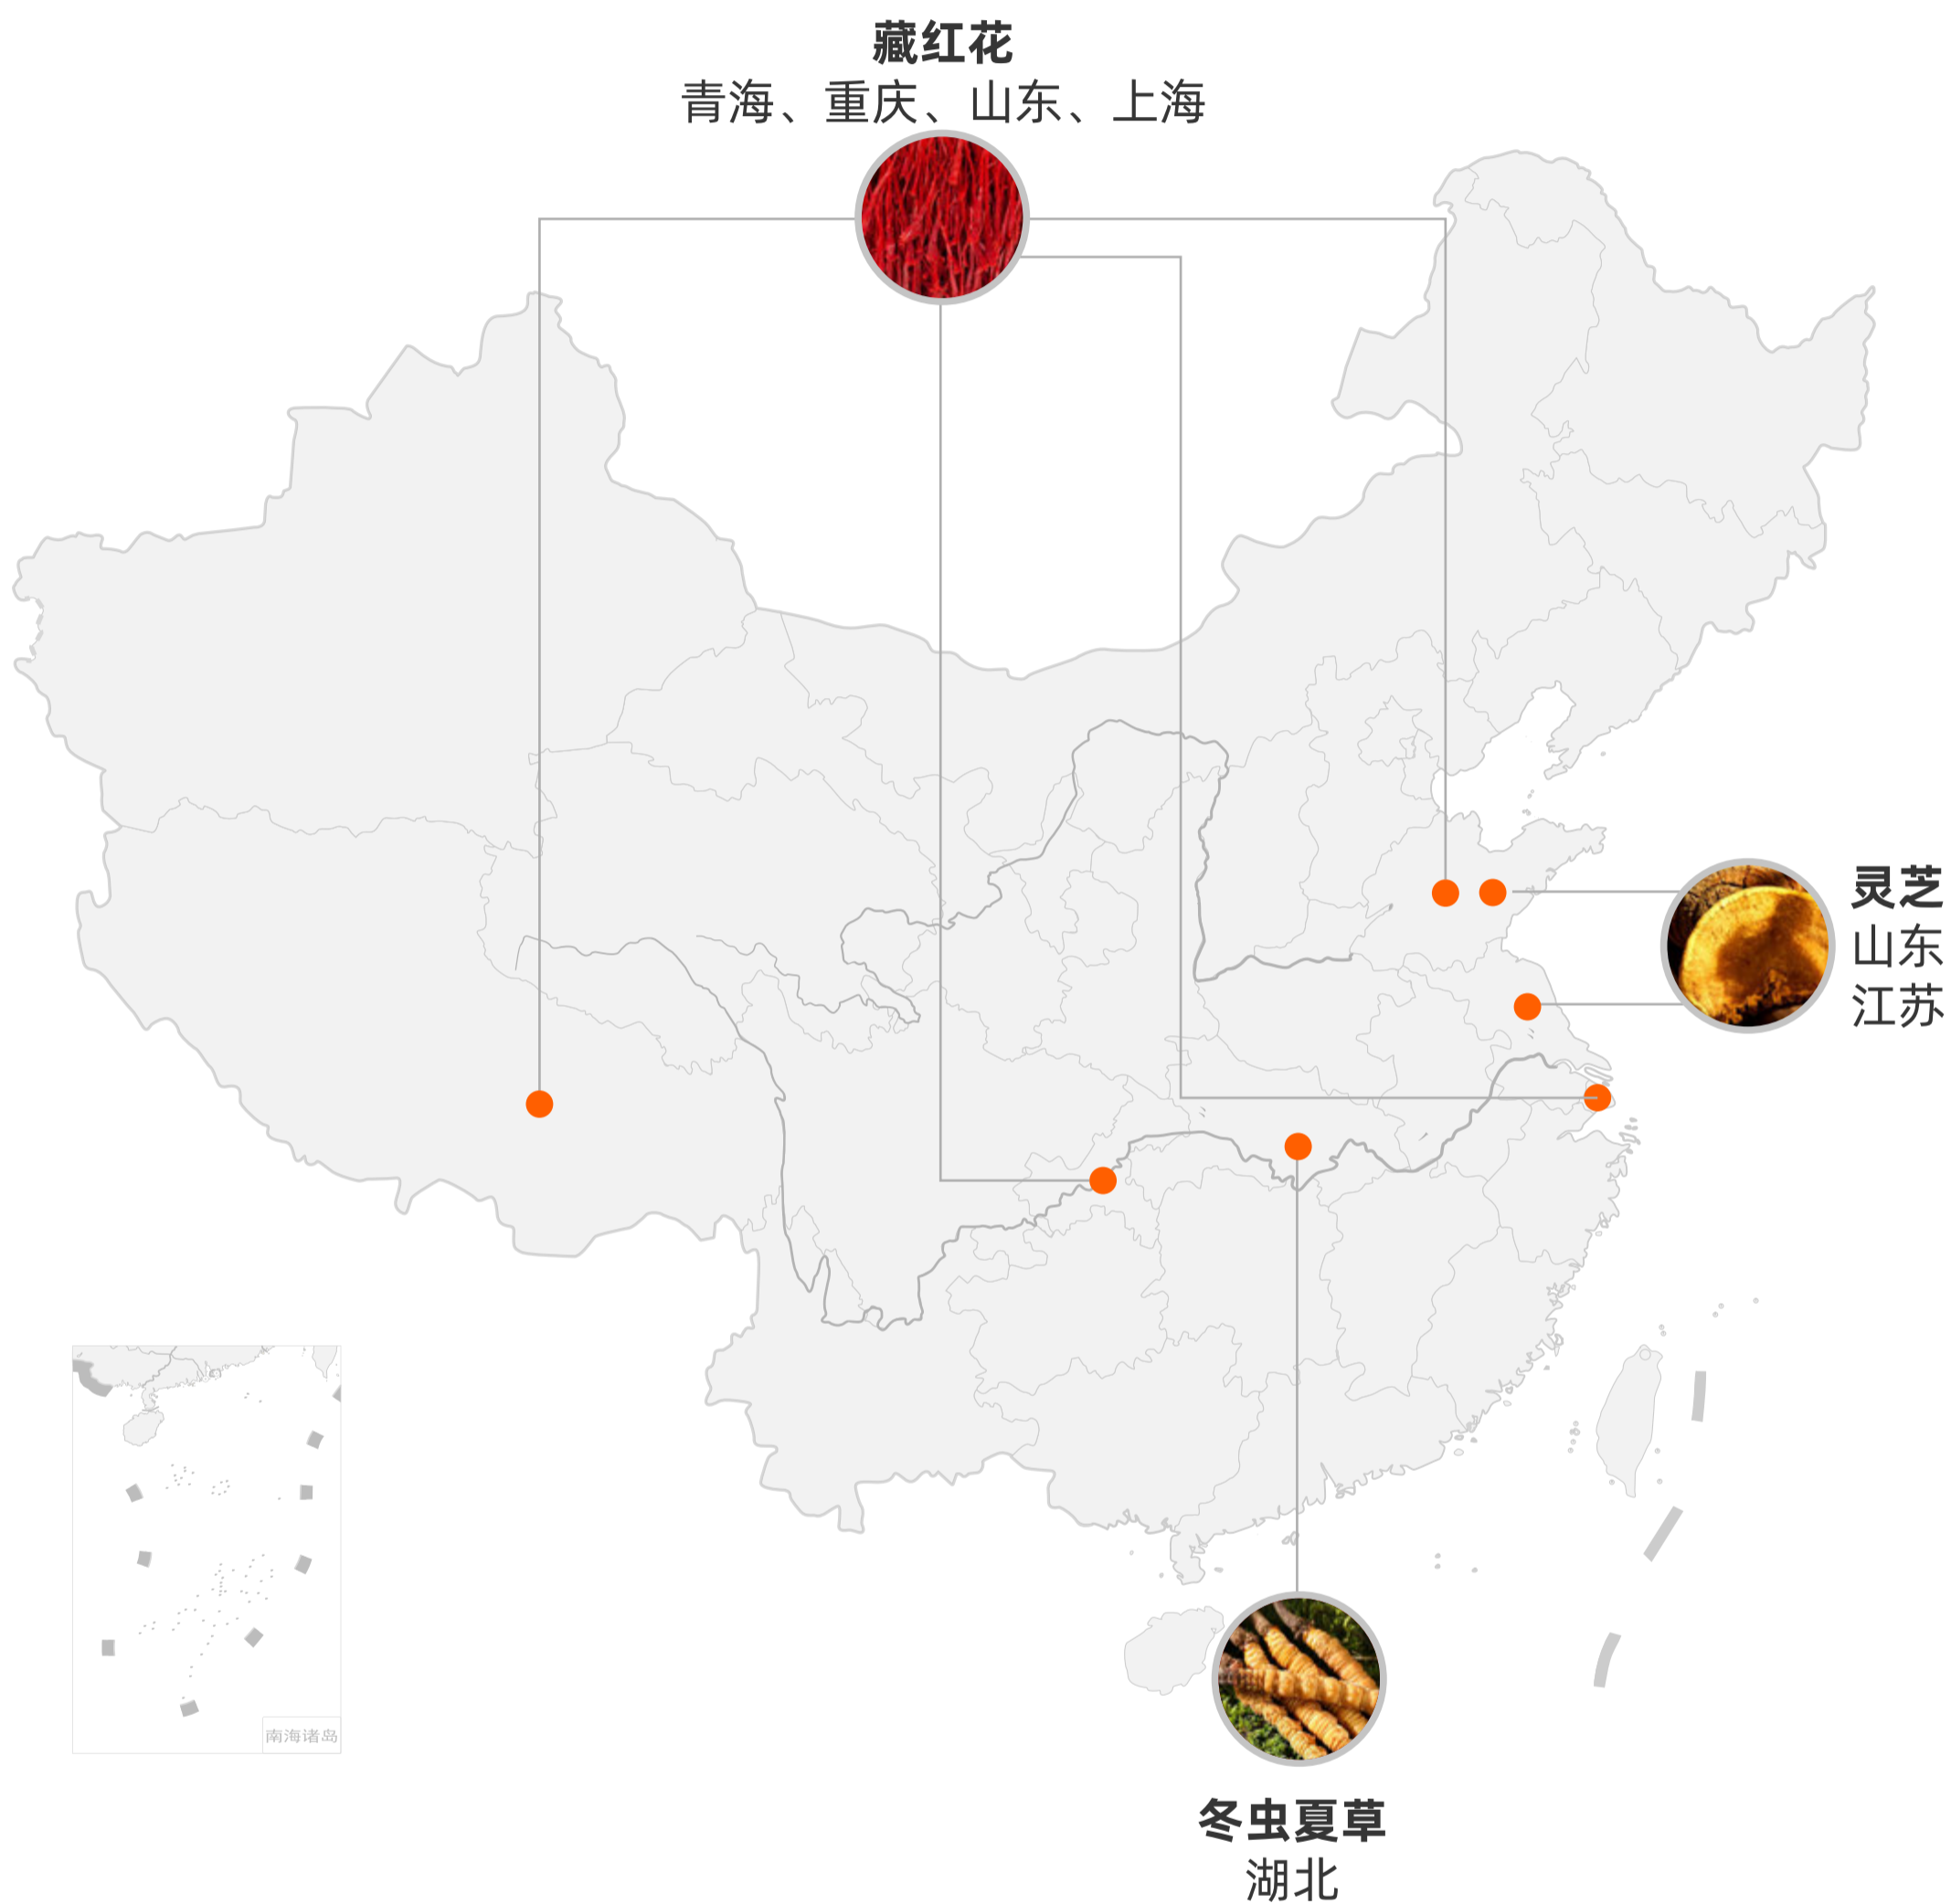 藏红花
青海、重庆、山东、上海
灵芝
山东
江苏
南海诸岛
冬虫夏草
湖北